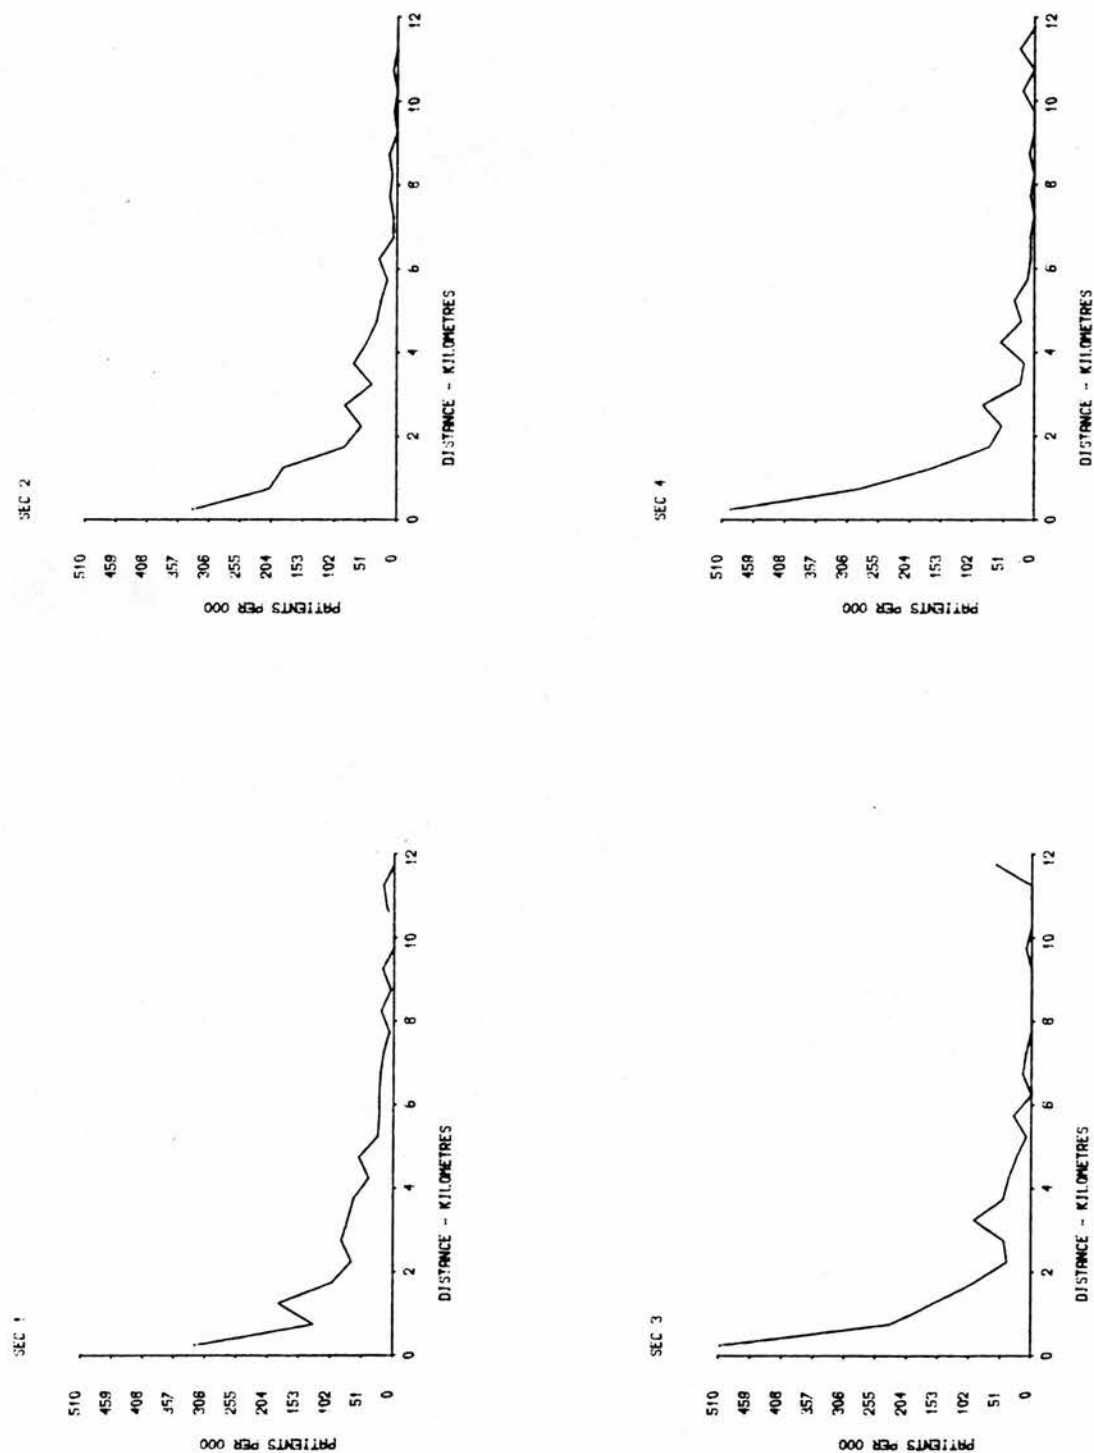 SEC 1
510
459
408
357
306
255
204
153
102
51
0
PATIENTS PER 000
0 2 4 6 8 10 12
DISTANCE - KILOMETRES
SEC 2
510
459
408
357
306
255
204
153
102
51
0
PATIENTS PER 000
0 2 4 6 8 10 12
DISTANCE - KILOMETRES
SEC 3
510
459
408
357
306
255
204
153
102
51
0
PATIENTS PER 000
0 2 4 6 8 10 12
DISTANCE - KILOMETRES
SEC 4
510
459
408
357
306
255
204
153
102
51
0
PATIENTS PER 000
0 2 4 6 8 10 12
DISTANCE - KILOMETRES